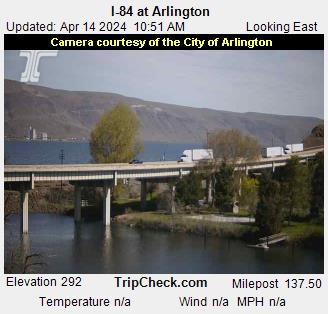 I-84 at Arlington
Updated: Apr 14 2024 10:51 AM Looking East
Camera courtesy of the City of Arlington
Elevation 292 TripCheck.com Milepost 137.50
Temperature n/a Wind n/a MPH n/a